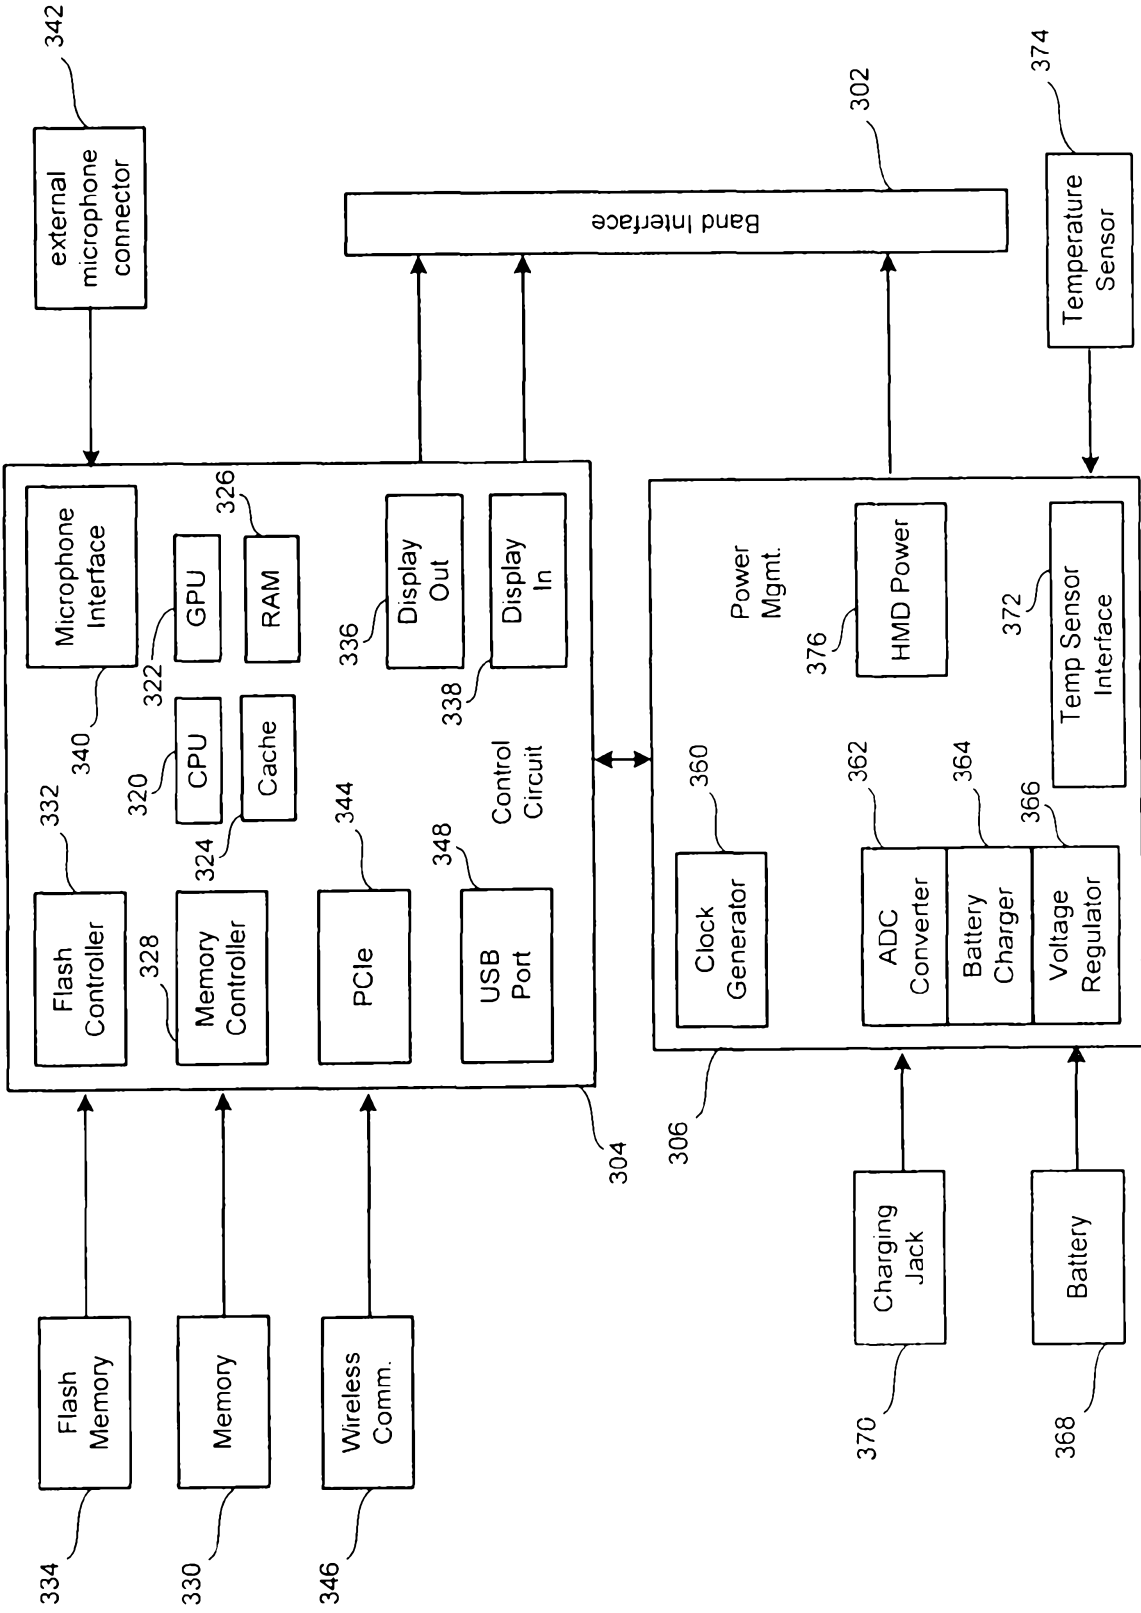 334
Flash
Memory
330
Memory
346
Wireless
Comm.
304
332
Flash
Controller
328
Memory
Controller
344
PCIe
348
USB
Port
320
CPU
324
Cache
322
GPU
326
RAM
340
Microphone
Interface
336
Display
Out
338
Display
In
Control
Circuit
342
external
microphone
connector
302
Band Interface
370
Charging
Jack
368
Battery
306
360
Clock
Generator
362
ADC
Converter
364
Battery
Charger
366
Voltage
Regulator
Power
Mgmt.
376
HMD Power
372
Temp Sensor
Interface
374
Temperature
Sensor